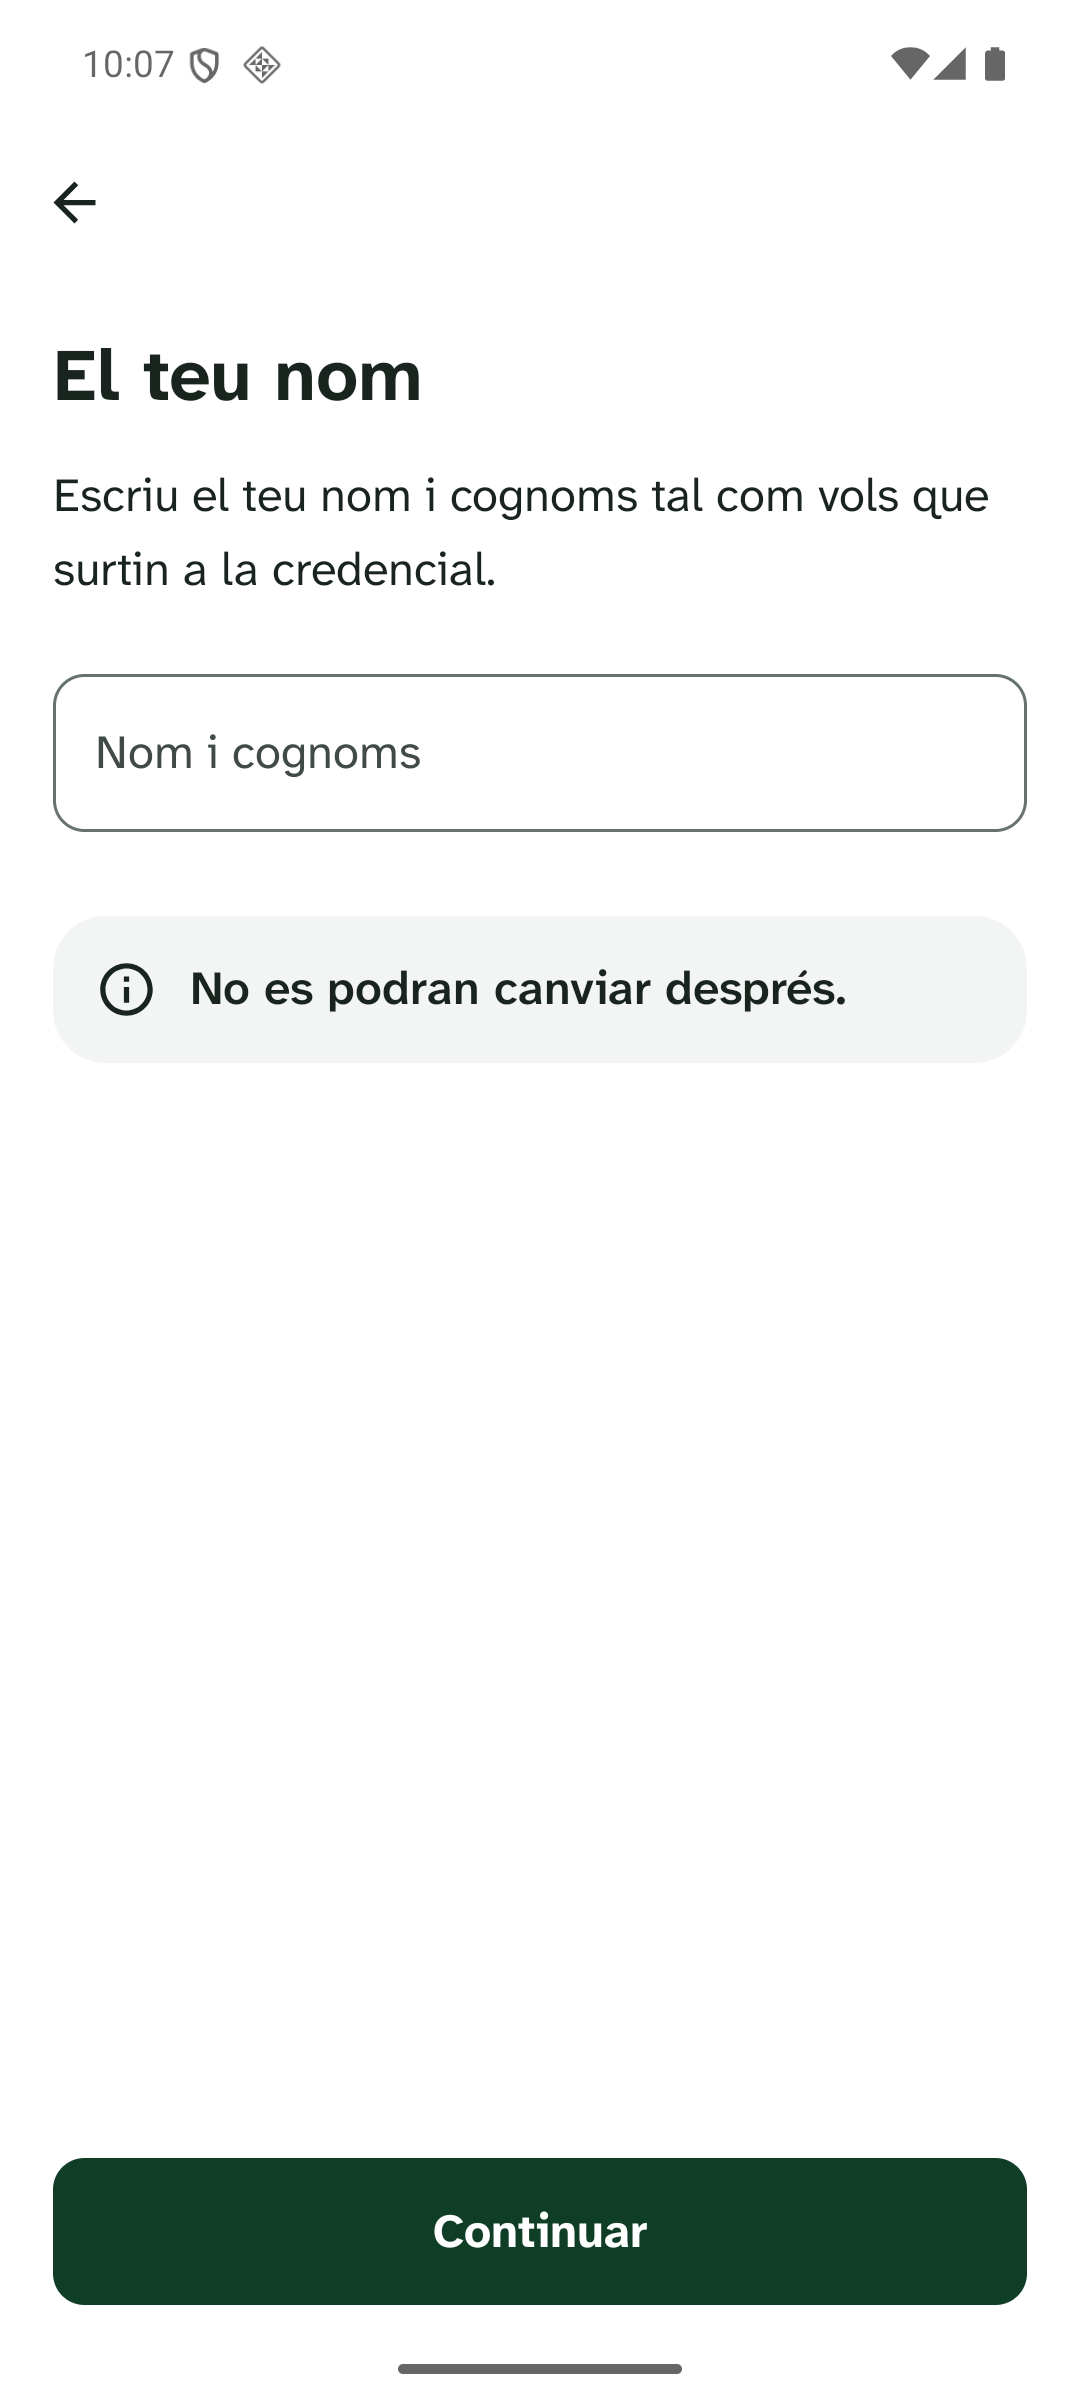 10:07
El teu nom
Escriu el teu nom i cognoms tal com vols que
surtin a la credencial.
Nom i cognoms
No es podran canviar després.
Continuar